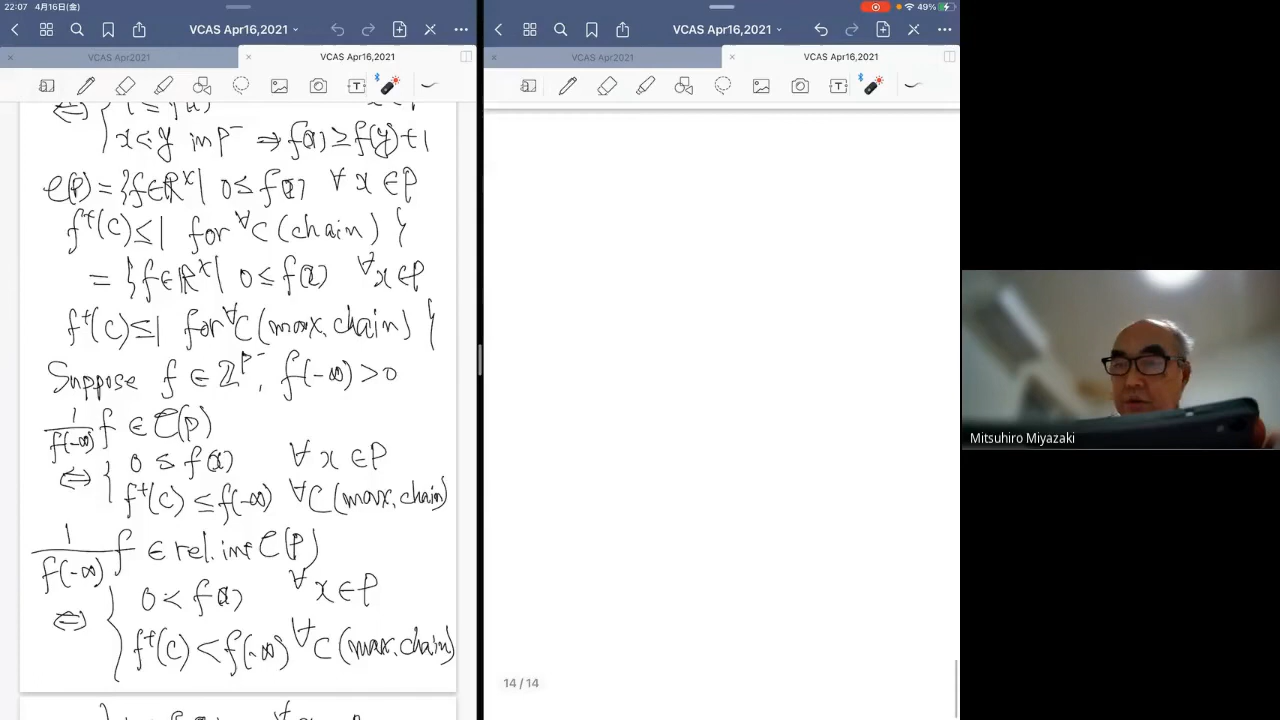 22:07 4月16日(金)
VCAS Apr16,2021
VCAS Apr2021
VCAS Apr16,2021
x < y in P⁻ ⇒ f(x) ≥ f(y)+1
C(P) = {f∈ℝ^X | 0 ≤ f(x) ∀x∈P
f⁺(C) ≤ 1 for ∀C (chain) }
= {f∈ℝ^X | 0 ≤ f(x) ∀x∈P
f⁺(C) ≤ 1 for ∀C (max. chain) }
Suppose f ∈ ℤ^P⁻, f(-∞) > 0
1/f(-∞) f ∈ C(P)
⇔ { 0 ≤ f(x) ∀x∈P
f⁺(C) ≤ f(-∞) ∀C (max. chain)
1/f(-∞) f ∈ rel.int C(P)
⇔ { 0 < f(x) ∀x∈P
f⁺(C) < f(-∞) ∀C (max. chain)
49%
VCAS Apr16,2021
VCAS Apr2021
VCAS Apr16,2021
14 / 14
Mitsuhiro Miyazaki